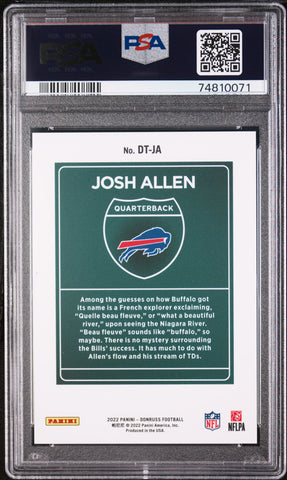 PSA
PSA
74810071
No. DT-JA
JOSH ALLEN
QUARTERBACK
Among the guesses on how Buffalo got
its name is a French explorer exclaiming,
"Quelle beau fleuve," or "what a beautiful
river," upon seeing the Niagara River.
"Beau fleuve" sounds like "buffalo," so
maybe. There is no mystery surrounding
the Bills' success. It has much to do with
Allen's flow and his stream of TDs.
PANINI
2022 PANINI - DONRUSS FOOTBALL
© 2022 Panini America, Inc.
Produced in the USA.
NFL
NFLPA